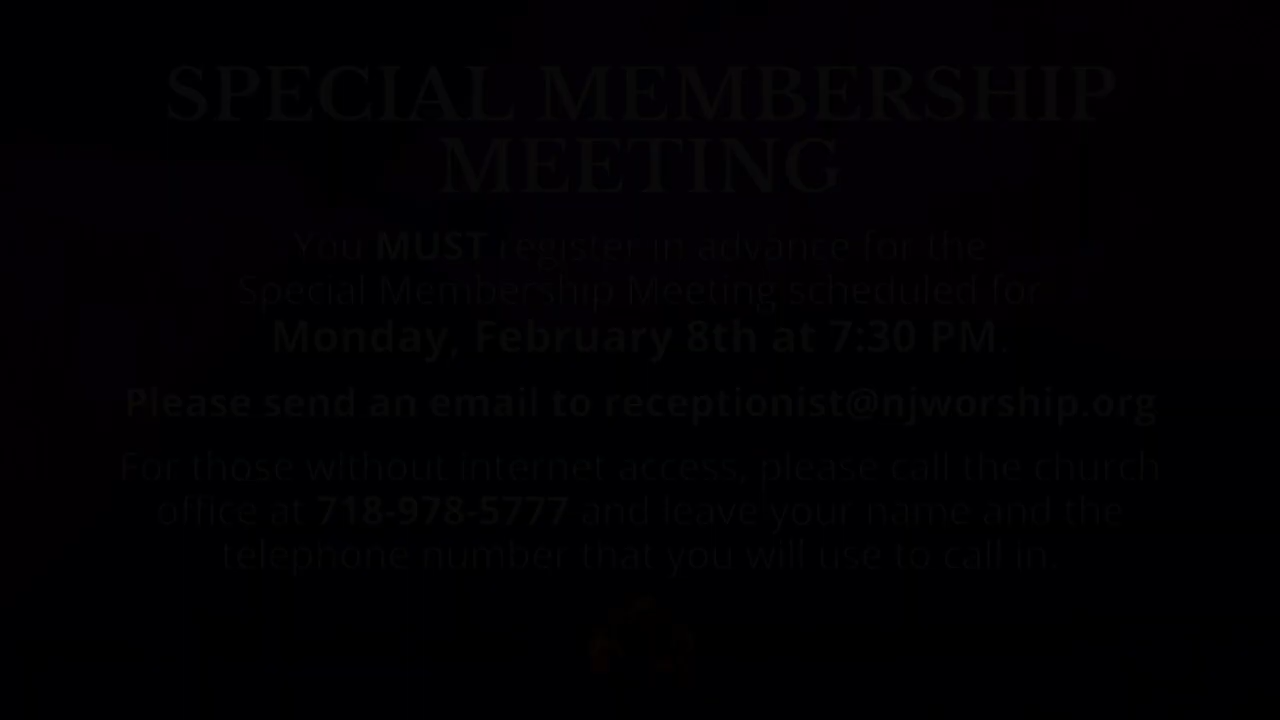 SPECIAL MEMBERSHIP
MEETING
You MUST register in advance for the
Special Membership Meeting scheduled for
Monday, February 8th at 7:30 PM.
Please send an email to receptionist@njworship.org
For those without internet access, please call the church
office at 718-978-5777 and leave your name and the
telephone number that you will use to call in.